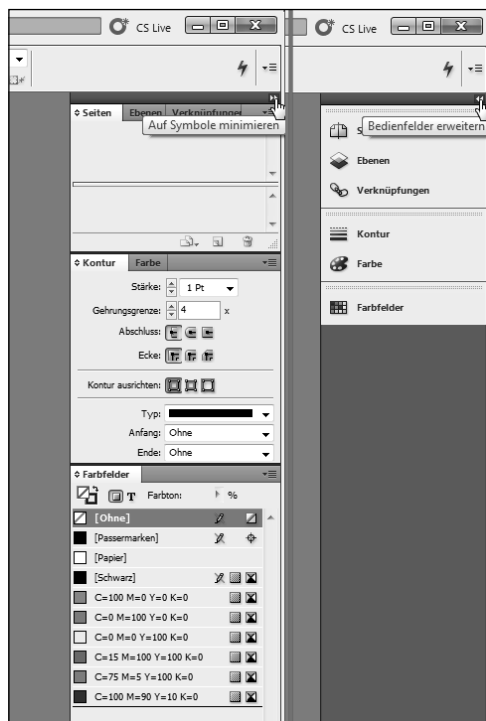 CS Live
Seiten Ebenen Verknüpfungen
Auf Symbole minimieren
Kontur Farbe
Stärke: 1 Pt
Gehrungsgrenze: 4 x
Abschluss:
Ecke:
Kontur ausrichten:
Typ:
Anfang: Ohne
Ende: Ohne
Farbfelder
T Farbton: %
[Ohne]
[Passermarken]
[Papier]
[Schwarz]
C=100 M=0 Y=0 K=0
C=0 M=100 Y=0 K=0
C=0 M=0 Y=100 K=0
C=15 M=100 Y=100 K=0
C=75 M=5 Y=100 K=0
C=100 M=90 Y=10 K=0
CS Live
Bedienfelder erweitern
S
Ebenen
Verknüpfungen
Kontur
Farbe
Farbfelder